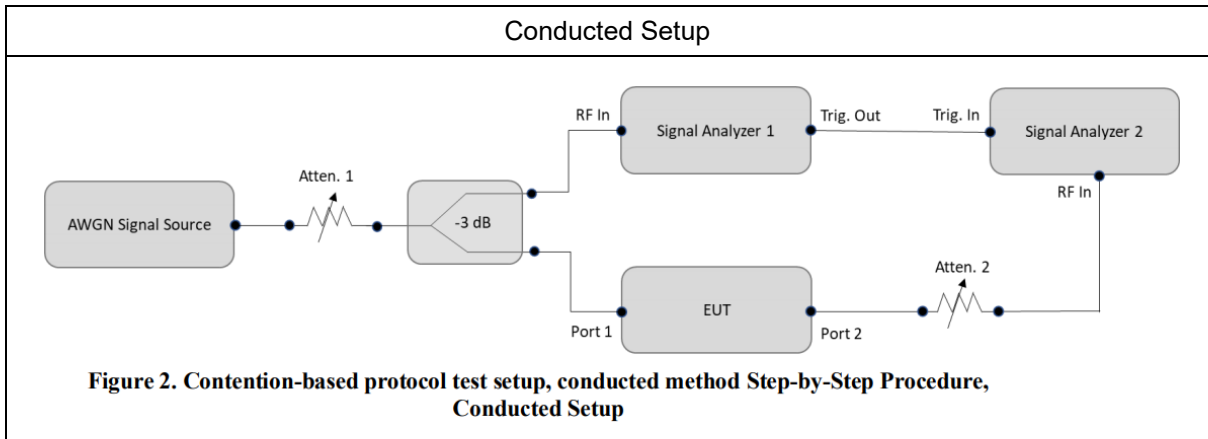 Conducted Setup
RF In
Signal Analyzer 1
Trig. Out
Trig. In
Signal Analyzer 2
RF In
Atten. 1
AWGN Signal Source
-3 dB
Atten. 2
Port 1
EUT
Port 2
Figure 2. Contention-based protocol test setup, conducted method Step-by-Step Procedure,
Conducted Setup